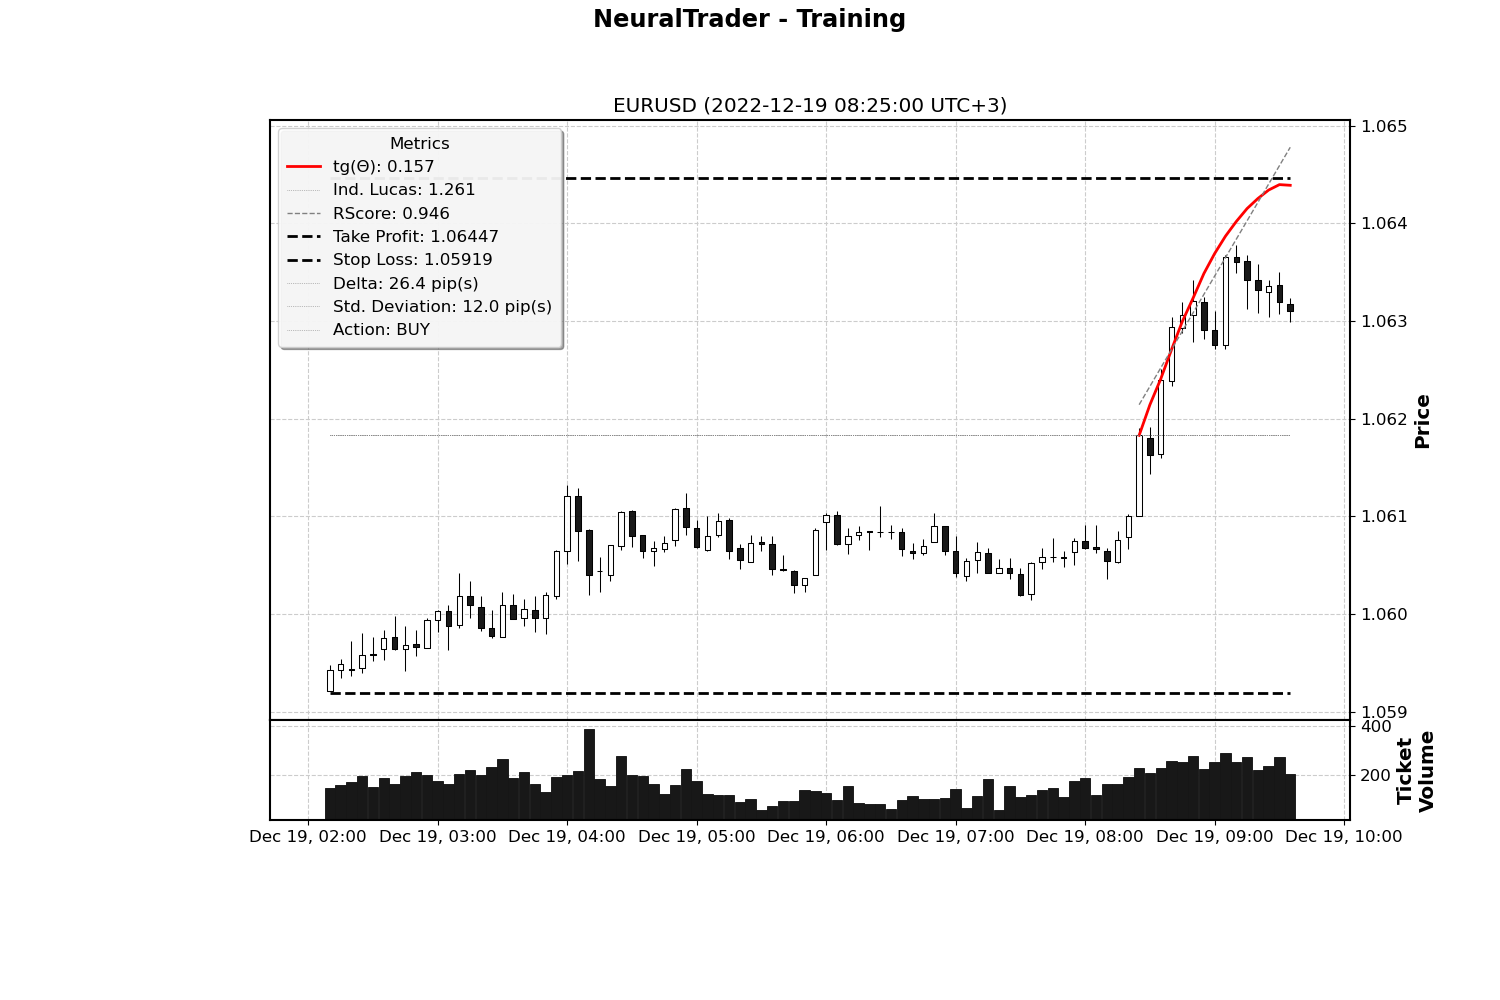 NeuralTrader - Training
EURUSD (2022-12-19 08:25:00 UTC+3)
Metrics
tg(Θ): 0.157
Ind. Lucas: 1.261
RScore: 0.946
Take Profit: 1.06447
Stop Loss: 1.05919
Delta: 26.4 pip(s)
Std. Deviation: 12.0 pip(s)
Action: BUY
1.065
1.064
1.063
1.062
1.061
1.060
1.059
Price
400
200
Ticket
Volume
Dec 19, 02:00
Dec 19, 03:00
Dec 19, 04:00
Dec 19, 05:00
Dec 19, 06:00
Dec 19, 07:00
Dec 19, 08:00
Dec 19, 09:00
Dec 19, 10:00